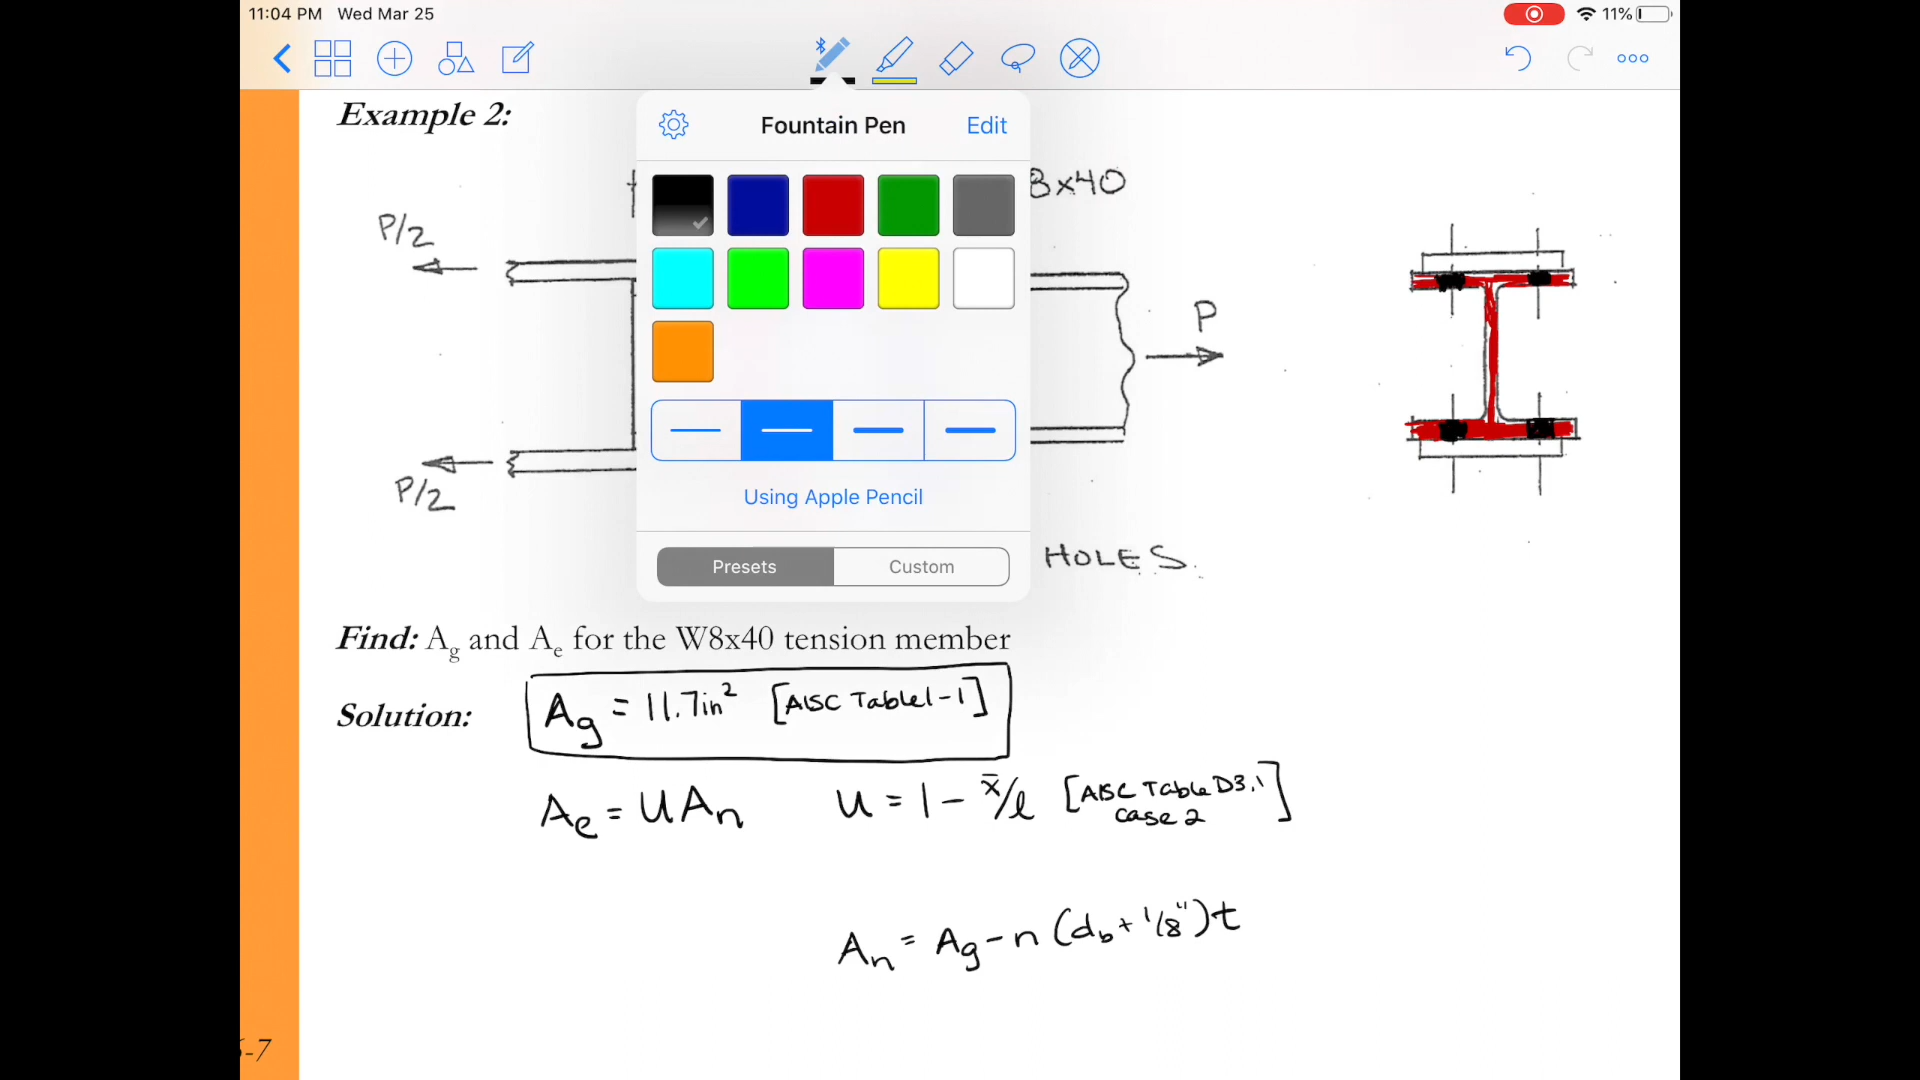 11:04 PM Wed Mar 25
11%
Example 2:
Fountain Pen
Edit
8x40
P/2
P
P/2
Using Apple Pencil
HOLES
Presets
Custom
Find: Ag and Ae for the W8x40 tension member
Solution:
Ag = 11.7in² [AISC Table 1-1]
Ae = UAn
U = 1 - x̄/l [AISC Table D3.1 Case 2]
An = Ag - n(db + 1/8")t
-7